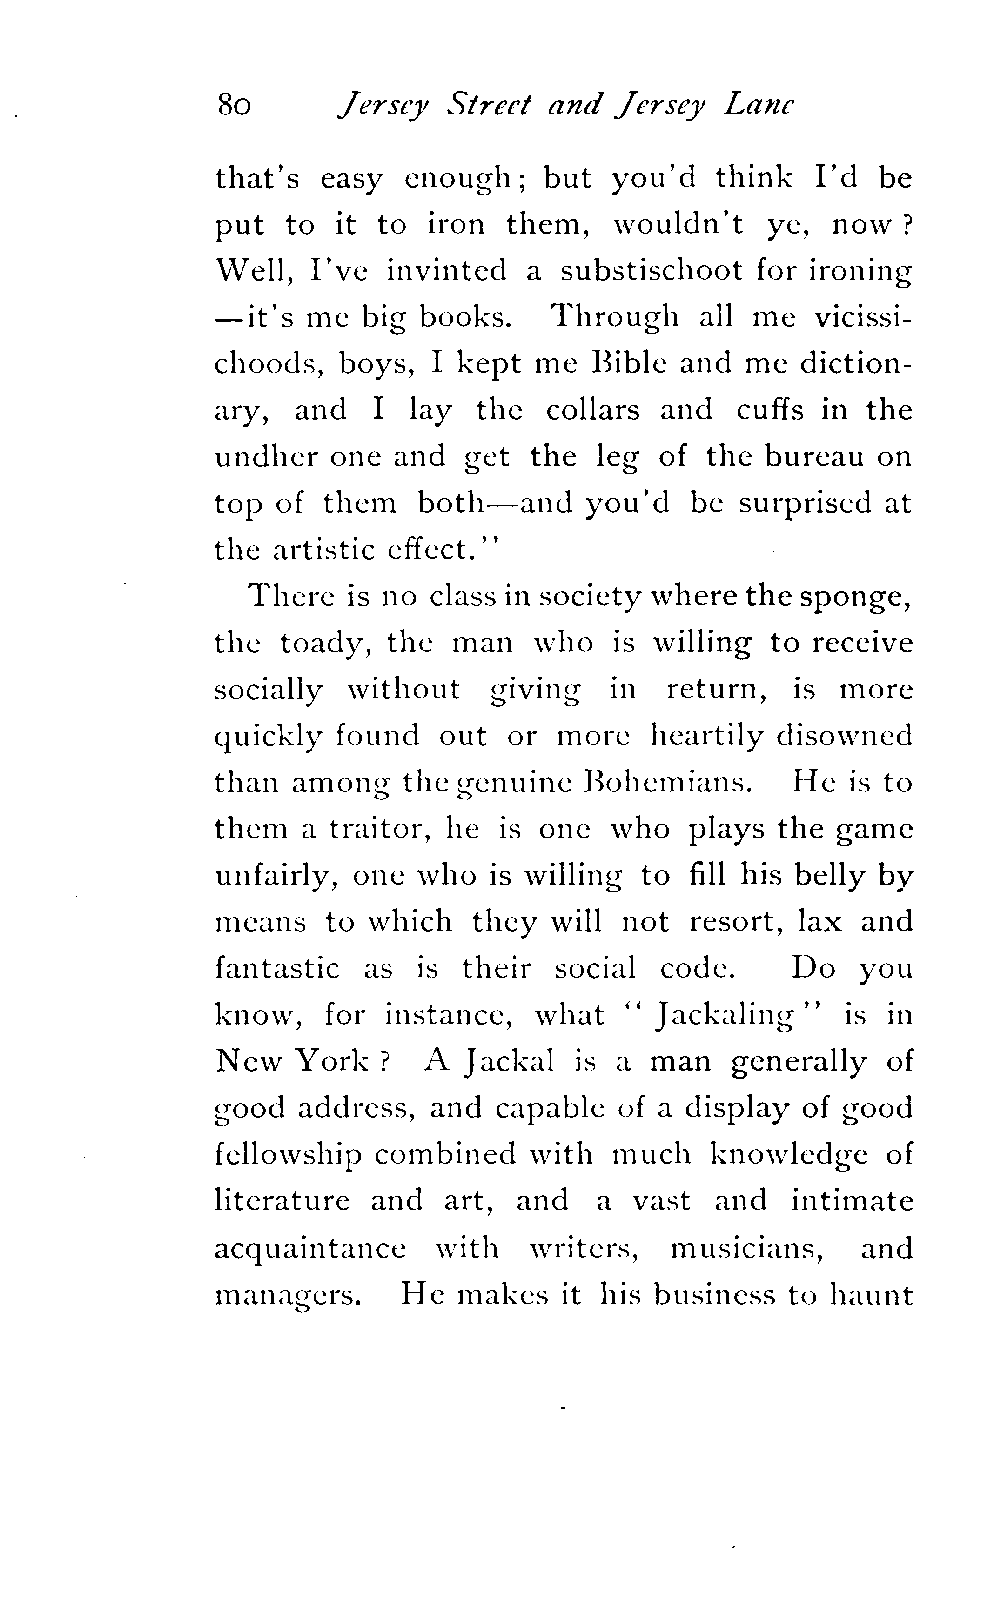 80 Jersey Street and Jersey Lane
that's easy enough; but you'd think I'd be
put to it to iron them, wouldn't ye, now?
Well, I've invinted a substischoot for ironing
—it's me big books. Through all me vicissi-
choods, boys, I kept me Bible and me diction-
ary, and I lay the collars and cuffs in the
undher one and get the leg of the bureau on
top of them both—and you'd be surprised at
the artistic effect."
There is no class in society where the sponge,
the toady, the man who is willing to receive
socially without giving in return, is more
quickly found out or more heartily disowned
than among the genuine Bohemians. He is to
them a traitor, he is one who plays the game
unfairly, one who is willing to fill his belly by
means to which they will not resort, lax and
fantastic as is their social code. Do you
know, for instance, what "Jackaling" is in
New York? A Jackal is a man generally of
good address, and capable of a display of good
fellowship combined with much knowledge of
literature and art, and a vast and intimate
acquaintance with writers, musicians, and
managers. He makes it his business to haunt